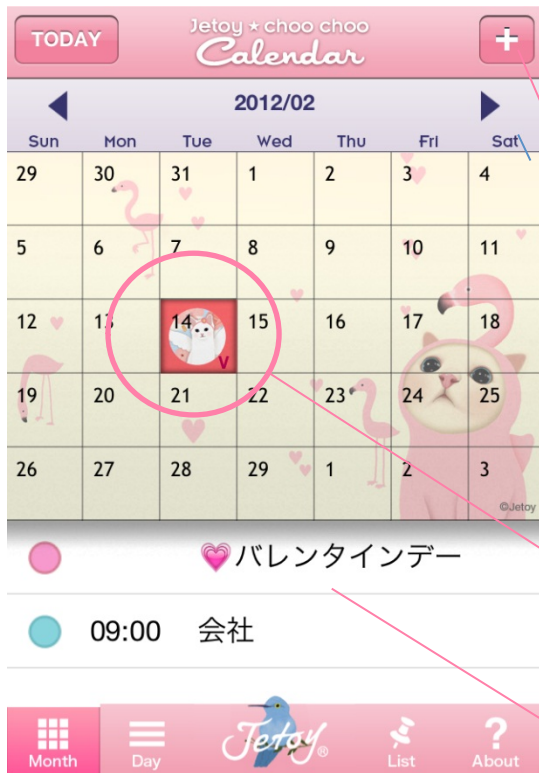 TODAY
Jetoy★choo choo
Calendar
+
2012/02
Sun Mon Tue Wed Thu Fri Sat
29 30 31 1 2 3 4
5 6 7 8 9 10 11
12 13 14 15 16 17 18
V
19 20 21 22 23 24 25
26 27 28 29 1 2 3
©Jetoy
💗バレンタインデー
09:00 会社
Month Day Jetoy® List ? About